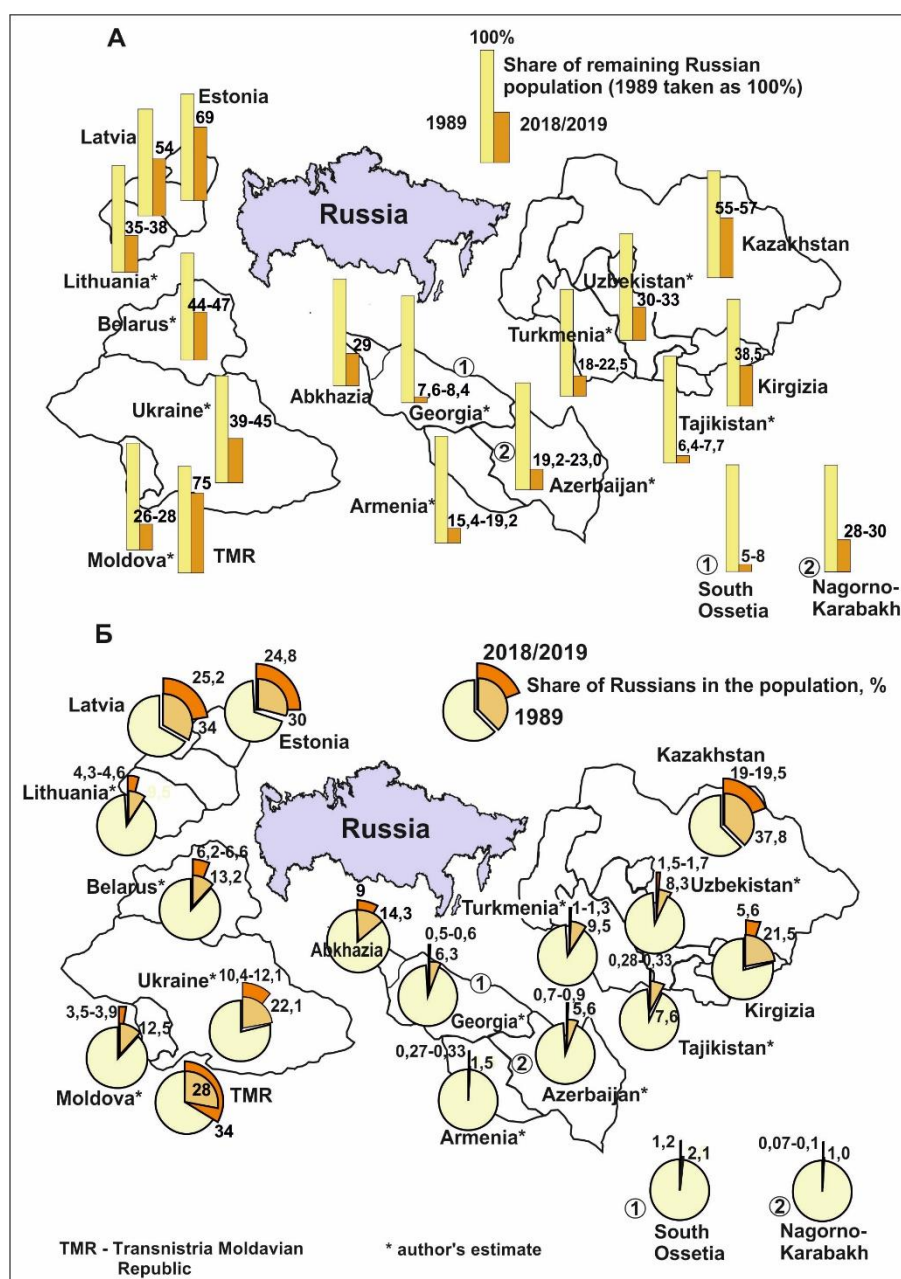 А
100%
Share of remaining Russian
population (1989 taken as 100%)
1989
2018/2019
Estonia
69
Latvia
54
35-38
Lithuania*
Russia
55-57
Kazakhstan
Uzbekistan*
30-33
Belarus*
44-47
Turkmenia*
18-22,5
38,5
Kirgizia
29
Abkhazia
1
7,6-8,4
Georgia*
Ukraine*
39-45
Tajikistan*
6,4-7,7
2
19,2-23,0
Azerbaijan*
75
26-28
Moldova*
TMR
Armenia*
15,4-19,2
1
5-8
South
Ossetia
2
28-30
Nagorno-
Karabakh
Б
2018/2019
Share of Russians in the population, %
1989
25,2
Latvia
34
24,8
30
Estonia
4,3-4,6
Lithuania*
Kazakhstan
19-19,5
37,8
Russia
6,2-6,6
Belarus*
13,2
1,5-1,7
8,3
Uzbekistan*
9
14,3
Abkhazia
Turkmenia*
1-1,3
9,5
5,6
21,5
Kirgizia
0,5-0,6
6,3
1
Georgia*
0,28-0,33
7,6
Tajikistan*
Ukraine*
10,4-12,1
22,1
0,7-0,9
5,6
2
Azerbaijan*
3,5-3,9
12,5
Moldova*
0,27-0,33
1,5
Armenia*
28
TMR
34
1,2
2,1
1
South
Ossetia
0,07-0,1
1,0
2
Nagorno-
Karabakh
TMR - Transnistria Moldavian
Republic
* author's estimate